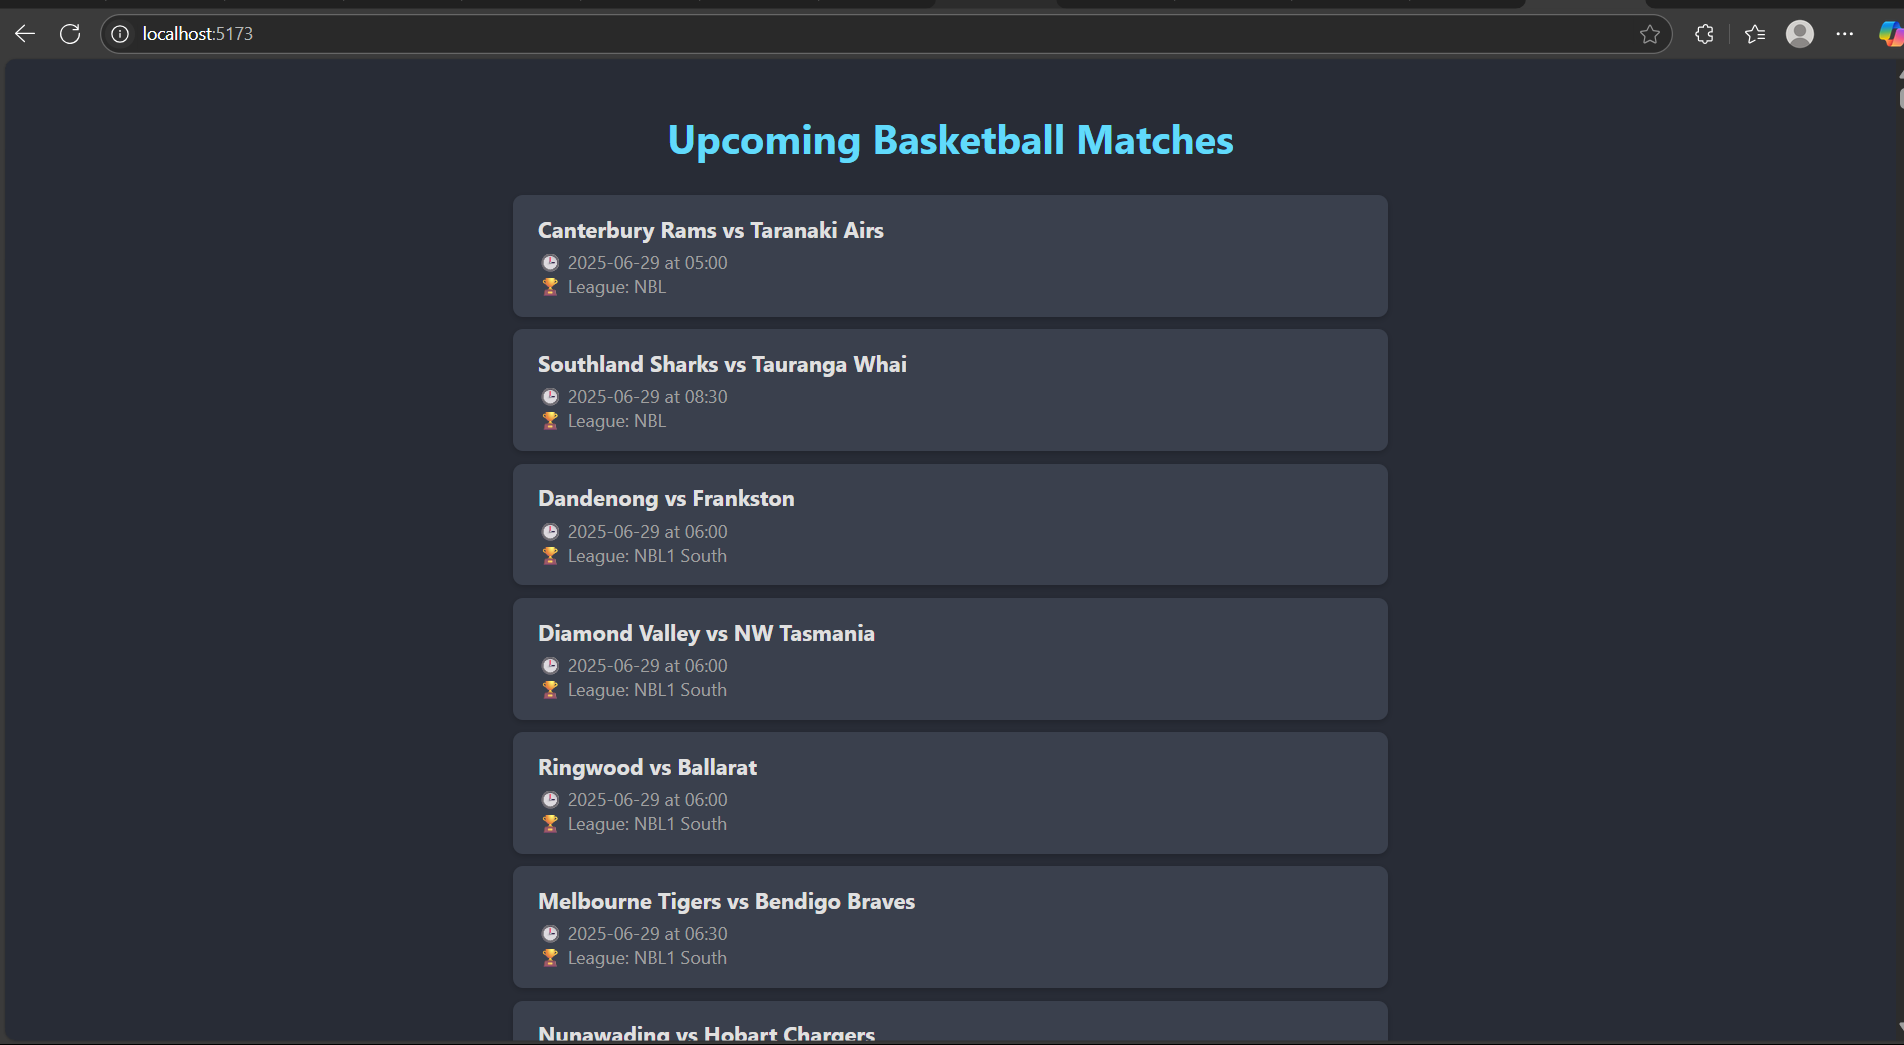 localhost:5173
Upcoming Basketball Matches
Canterbury Rams vs Taranaki Airs
2025-06-29 at 05:00
League: NBL
Southland Sharks vs Tauranga Whai
2025-06-29 at 08:30
League: NBL
Dandenong vs Frankston
2025-06-29 at 06:00
League: NBL1 South
Diamond Valley vs NW Tasmania
2025-06-29 at 06:00
League: NBL1 South
Ringwood vs Ballarat
2025-06-29 at 06:00
League: NBL1 South
Melbourne Tigers vs Bendigo Braves
2025-06-29 at 06:30
League: NBL1 South
Nunawading vs Hobart Chargers